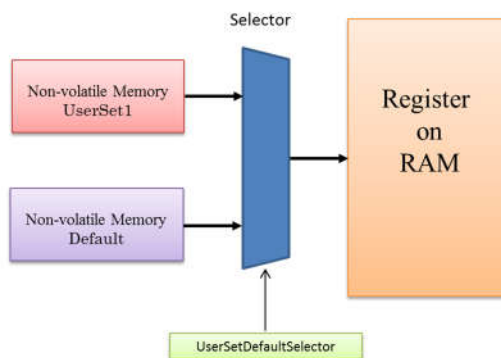 Selector
Non-volatile Memory
UserSet1
Register
on
RAM
Non-volatile Memory
Default
UserSetDefaultSelector